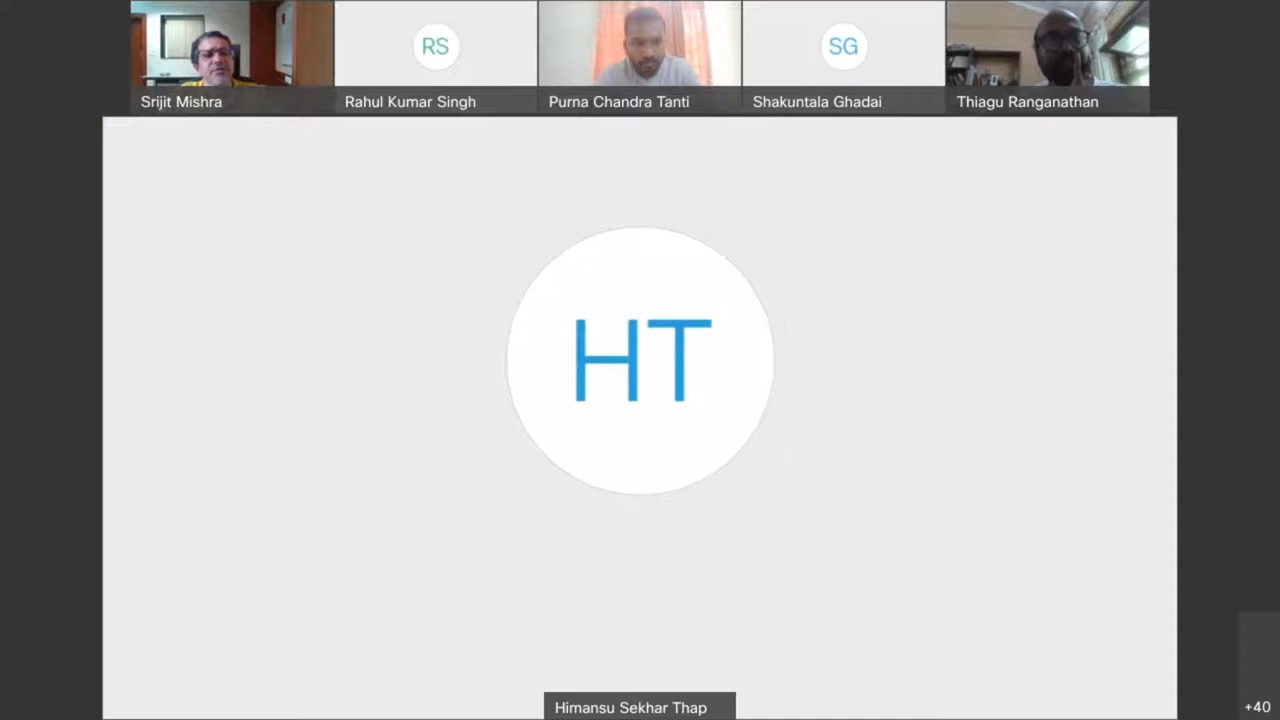 RS
SG
Srijit Mishra
Rahul Kumar Singh
Purna Chandra Tanti
Shakuntala Ghadai
Thiagu Ranganathan
HT
Himansu Sekhar Thap
+40